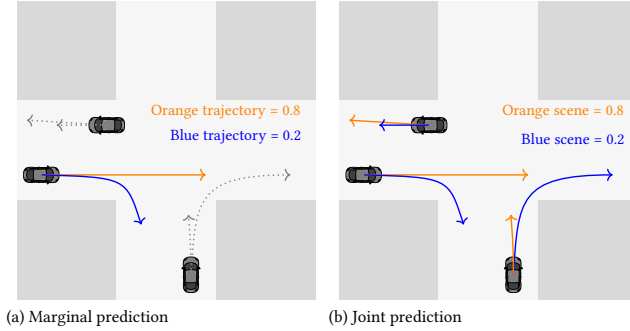 Orange trajectory = 0.8
Blue trajectory = 0.2
Orange scene = 0.8
Blue scene = 0.2
(a) Marginal prediction
(b) Joint prediction